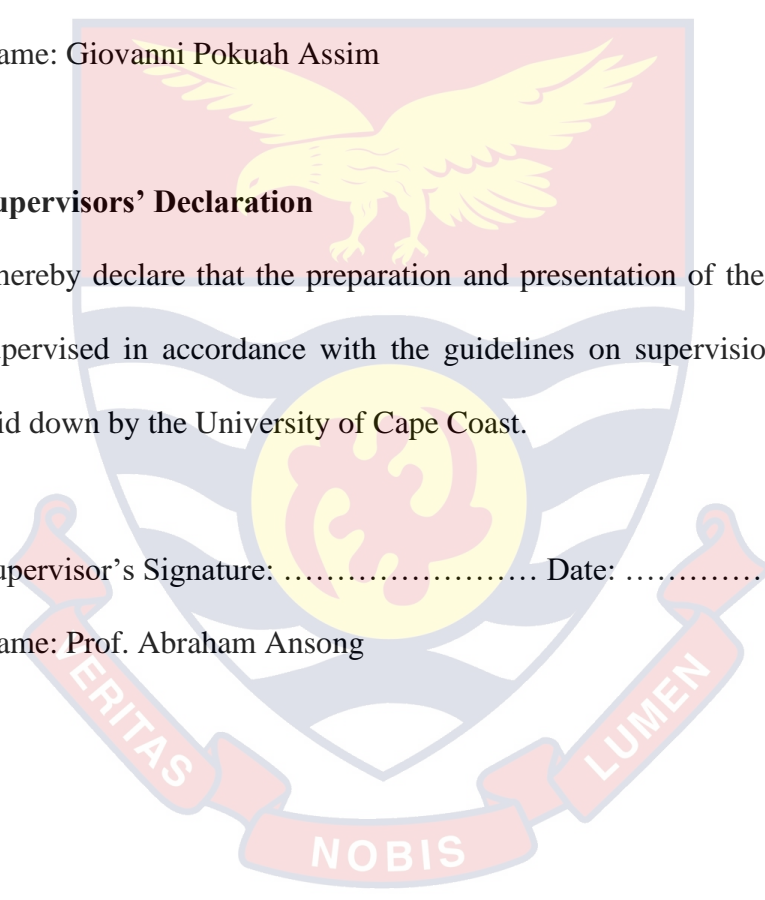 ame: Giovanni Pokuah Assim
upervisors’ Declaration
hereby declare that the preparation and presentation of the
pervised in accordance with the guidelines on supervisio
id down by the University of Cape Coast.
upervisor’s Signature: …………………… Date: ………….
ame: Prof. Abraham Ansong
VERITAS
NOBIS
LUMEN